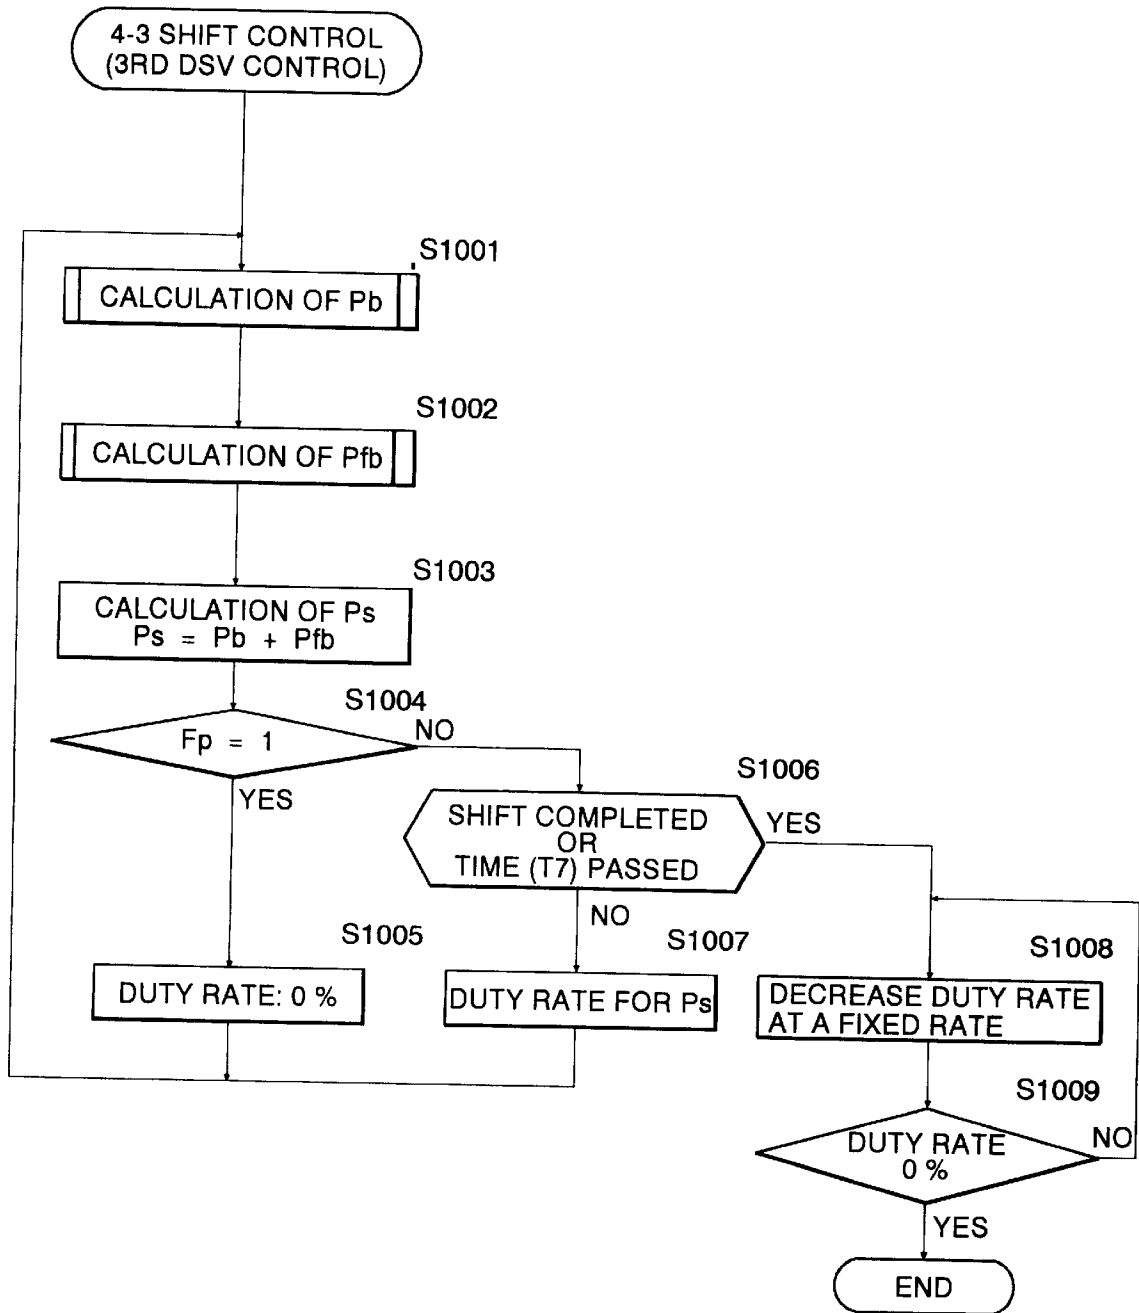 4-3 SHIFT CONTROL
(3RD DSV CONTROL)
S1001
CALCULATION OF Pb
S1002
CALCULATION OF Pfb
S1003
CALCULATION OF Ps
Ps = Pb + Pfb
S1004
Fp = 1
NO
YES
S1006
SHIFT COMPLETED
OR
TIME (T7) PASSED
YES
NO
S1005
DUTY RATE: 0 %
S1007
DUTY RATE FOR Ps
S1008
DECREASE DUTY RATE
AT A FIXED RATE
S1009
DUTY RATE
0 %
NO
YES
END